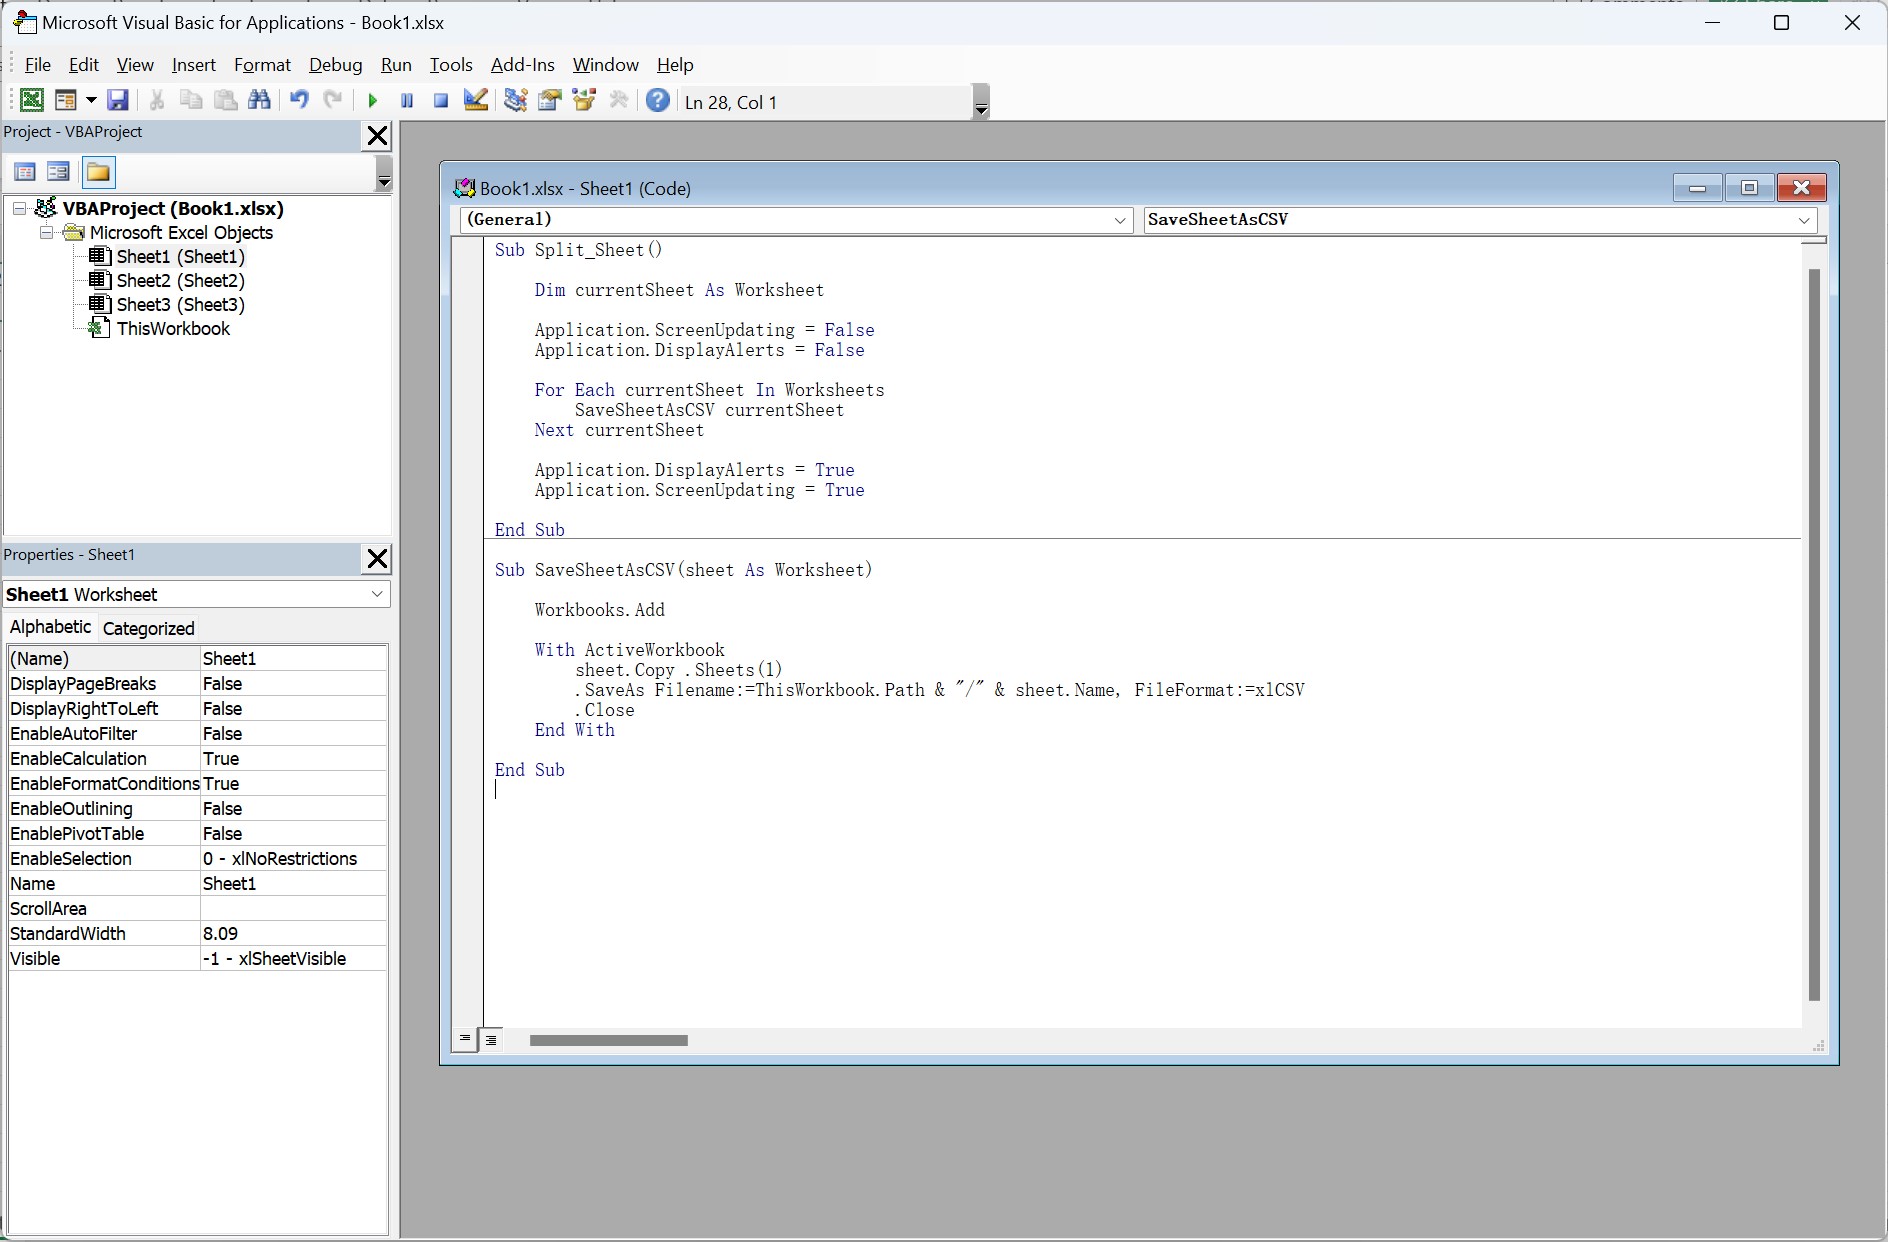 Microsoft Visual Basic for Applications - Book1.xlsx
File Edit View Insert Format Debug Run Tools Add-Ins Window Help
Ln 28, Col 1
Project - VBAProject
VBAProject (Book1.xlsx)
Microsoft Excel Objects
Sheet1 (Sheet1)
Sheet2 (Sheet2)
Sheet3 (Sheet3)
ThisWorkbook
Properties - Sheet1
Sheet1 Worksheet
Alphabetic Categorized
(Name) Sheet1
DisplayPageBreaks False
DisplayRightToLeft False
EnableAutoFilter False
EnableCalculation True
EnableFormatConditions True
EnableOutlining False
EnablePivotTable False
EnableSelection 0 - xlNoRestrictions
Name Sheet1
ScrollArea
StandardWidth 8.09
Visible -1 - xlSheetVisible
Book1.xlsx - Sheet1 (Code)
(General) SaveSheetAsCSV
Sub Split_Sheet()
Dim currentSheet As Worksheet
Application.ScreenUpdating = False
Application.DisplayAlerts = False
For Each currentSheet In Worksheets
SaveSheetAsCSV currentSheet
Next currentSheet
Application.DisplayAlerts = True
Application.ScreenUpdating = True
End Sub
Sub SaveSheetAsCSV(sheet As Worksheet)
Workbooks.Add
With ActiveWorkbook
sheet.Copy .Sheets(1)
.SaveAs Filename:=ThisWorkbook.Path & "/" & sheet.Name, FileFormat:=xlCSV
.Close
End With
End Sub